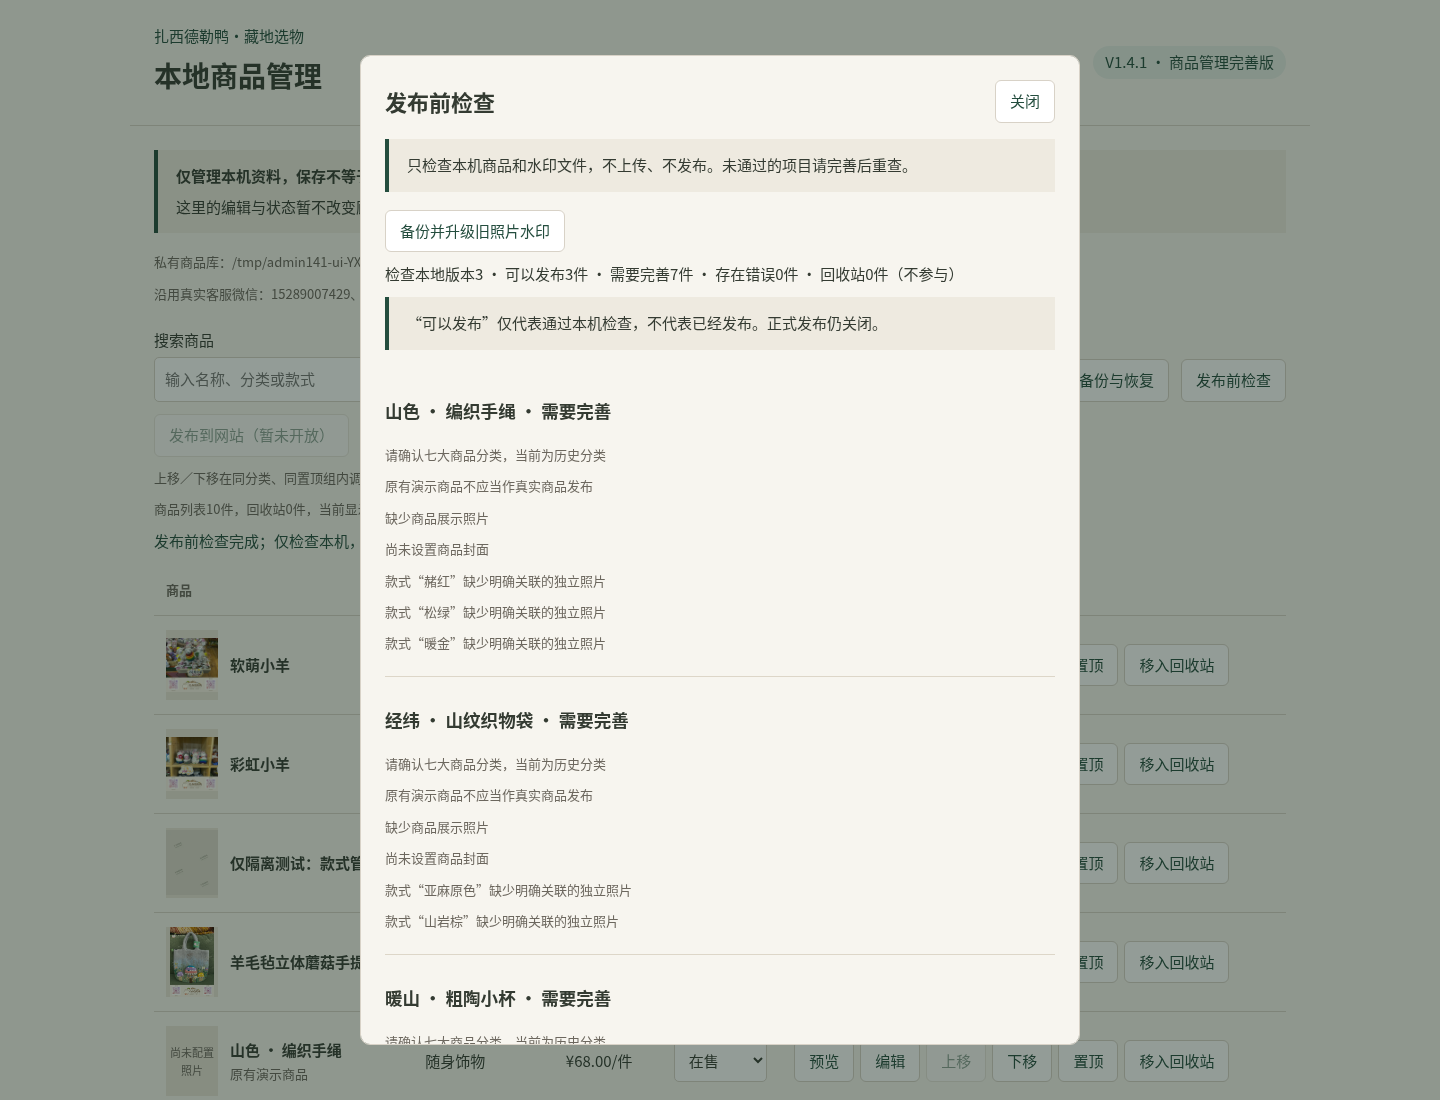 扎西德勒鸭・藏地选物
本地商品管理
V1.4.1 ・ 商品管理完善版
仅管理本机资料，保存不等
这里的编辑与状态暂不改变
私有商品库：/tmp/admin141-ui-YX
沿用真实客服微信：15289007429、
搜索商品
输入名称、分类或款式
备份与恢复
发布前检查
发布到网站（暂未开放）
上移／下移在同分类、同置顶组内调
商品列表10件，回收站0件，当前显
发布前检查完成；仅检查本机，
商品
软萌小羊
置顶
移入回收站
彩虹小羊
置顶
移入回收站
仅隔离测试：款式管
置顶
移入回收站
羊毛毡立体蘑菇手提
置顶
移入回收站
尚未配置
照片
山色 ・ 编织手绳
原有演示商品
随身饰物
¥68.00/件
在售
预览
编辑
上移
下移
置顶
移入回收站
发布前检查
关闭
只检查本机商品和水印文件，不上传、不发布。未通过的项目请完善后重查。
备份并升级旧照片水印
检查本地版本3 ・ 可以发布3件 ・ 需要完善7件 ・ 存在错误0件 ・ 回收站0件（不参与）
“可以发布”仅代表通过本机检查，不代表已经发布。正式发布仍关闭。
山色 ・ 编织手绳 ・ 需要完善
请确认七大商品分类，当前为历史分类
原有演示商品不应当作真实商品发布
缺少商品展示照片
尚未设置商品封面
款式“赭红”缺少明确关联的独立照片
款式“松绿”缺少明确关联的独立照片
款式“暖金”缺少明确关联的独立照片
经纬 ・ 山纹织物袋 ・ 需要完善
请确认七大商品分类，当前为历史分类
原有演示商品不应当作真实商品发布
缺少商品展示照片
尚未设置商品封面
款式“亚麻原色”缺少明确关联的独立照片
款式“山岩棕”缺少明确关联的独立照片
暖山 ・ 粗陶小杯 ・ 需要完善
请确认七大商品分类，当前为历史分类